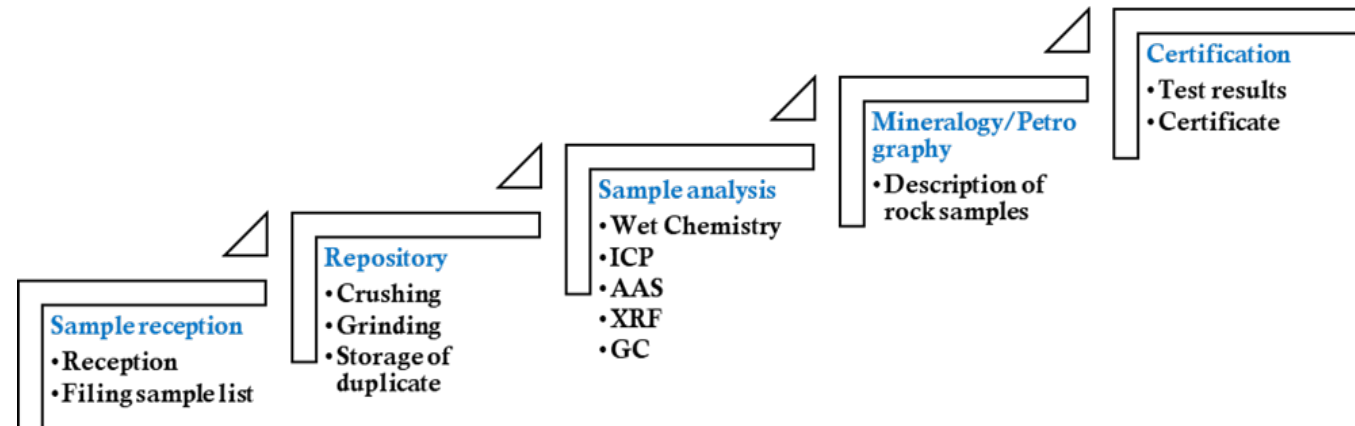 Sample reception
•Reception
•Filing sample list
Repository
•Crushing
•Grinding
•Storage of
duplicate
Sample analysis
•Wet Chemistry
•ICP
•AAS
•XRF
•GC
Mineralogy/Petro
graphy
•Description of
rock samples
Certification
•Test results
•Certificate